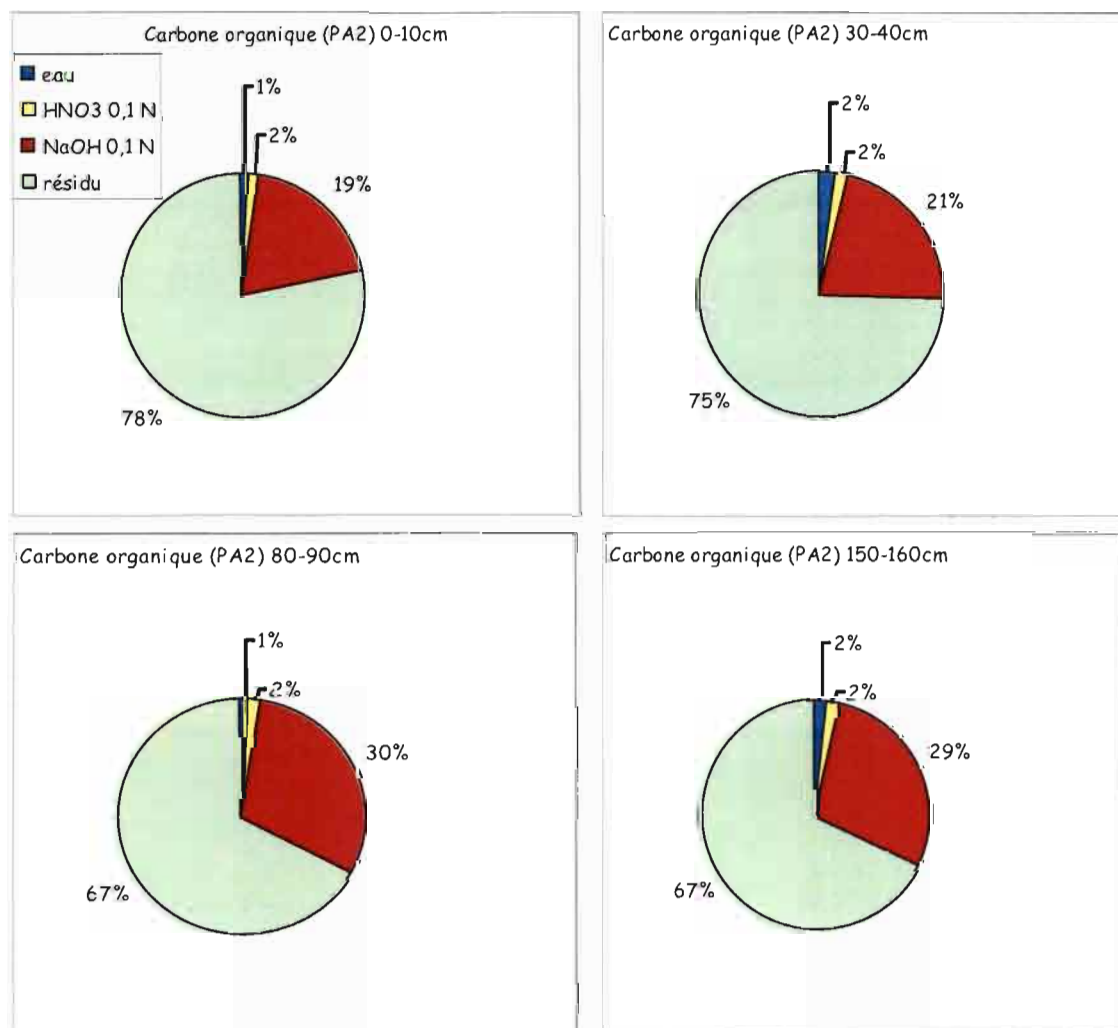 Carbone organique (PA2) 0-10cm
eau
HNO3 0,1 N
NaOH 0,1 N
résidu
1%
2%
19%
78%
Carbone organique (PA2) 30-40cm
2%
2%
21%
75%
Carbone organique (PA2) 80-90cm
1%
2%
30%
67%
Carbone organique (PA2) 150-160cm
2%
2%
29%
67%